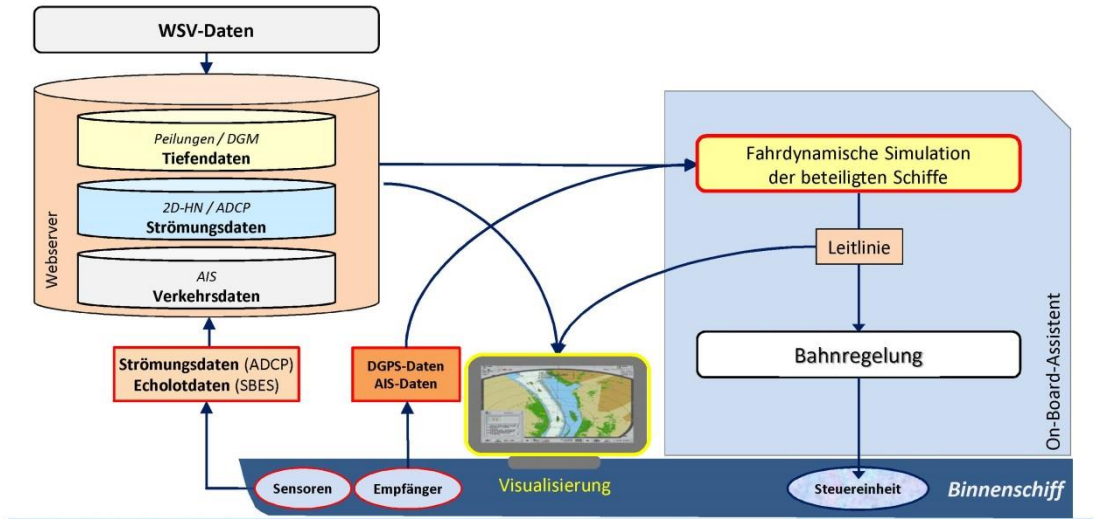 WSV-Daten
Webserver
Peilungen / DGM
Tiefendaten
2D-HN / ADCP
Strömungsdaten
AIS
Verkehrsdaten
Strömungsdaten (ADCP)
Echolotdaten (SBES)
DGPS-Daten
AIS-Daten
Fahrdynamische Simulation
der beteiligten Schiffe
Leitlinie
Bahnregelung
On-Board-Assistent
Sensoren
Empfänger
Visualisierung
Steuereinheit
Binnenschiff